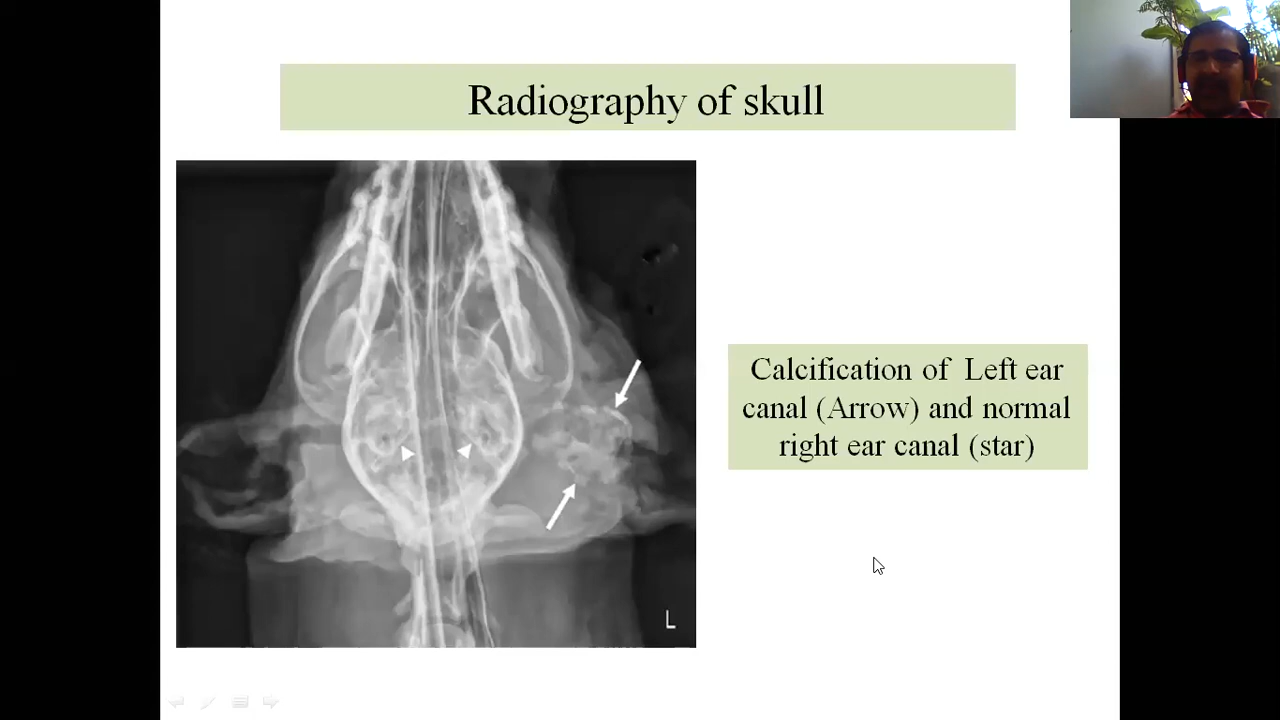 Radiography of skull
Calcification of Left ear
canal (Arrow) and normal
right ear canal (star)
L